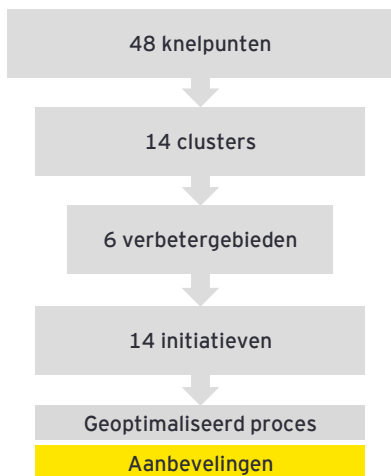 48 knelpunten
14 clusters
6 verbetergebieden
14 initiatieven
Geoptimaliseerd proces
Aanbevelingen